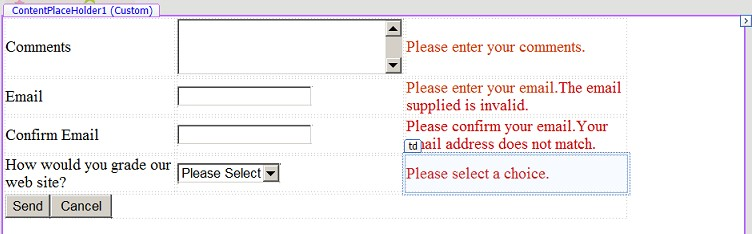 ContentPlaceHolder1 (Custom)
Comments
Please enter your comments.
Email
Please enter your email.The email
supplied is invalid.
Confirm Email
Please confirm your email.Your
td
address does not match.
How would you grade our
web site?
Please Select
Please select a choice.
Send
Cancel